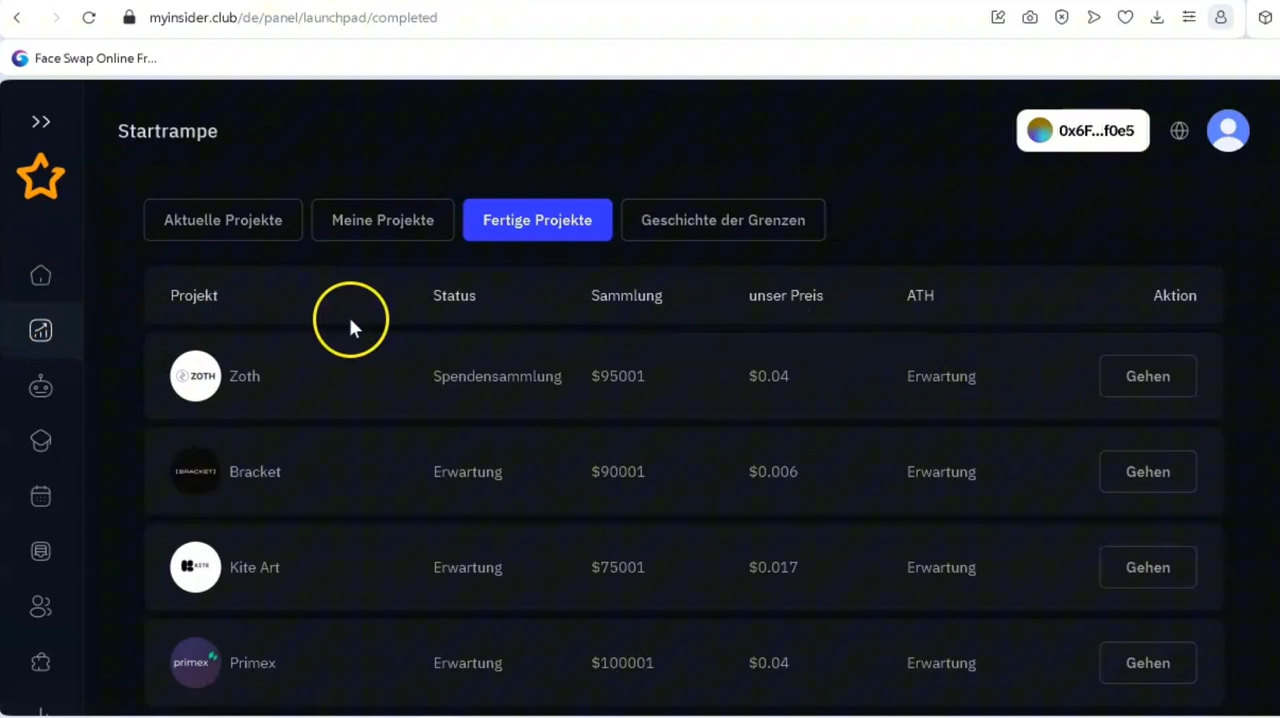 myinsider.club/de/panel/launchpad/completed
Face Swap Online Fr...
Startrampe
0x6F...f0e5
Aktuelle Projekte
Meine Projekte
Fertige Projekte
Geschichte der Grenzen
Projekt Status Sammlung unser Preis ATH Aktion
ZOTH Zoth Spendensammlung $95001 $0.04 Erwartung Gehen
[BRACKET] Bracket Erwartung $90001 $0.006 Erwartung Gehen
KITE Kite Art Erwartung $75001 $0.017 Erwartung Gehen
primex Primex Erwartung $100001 $0.04 Erwartung Gehen